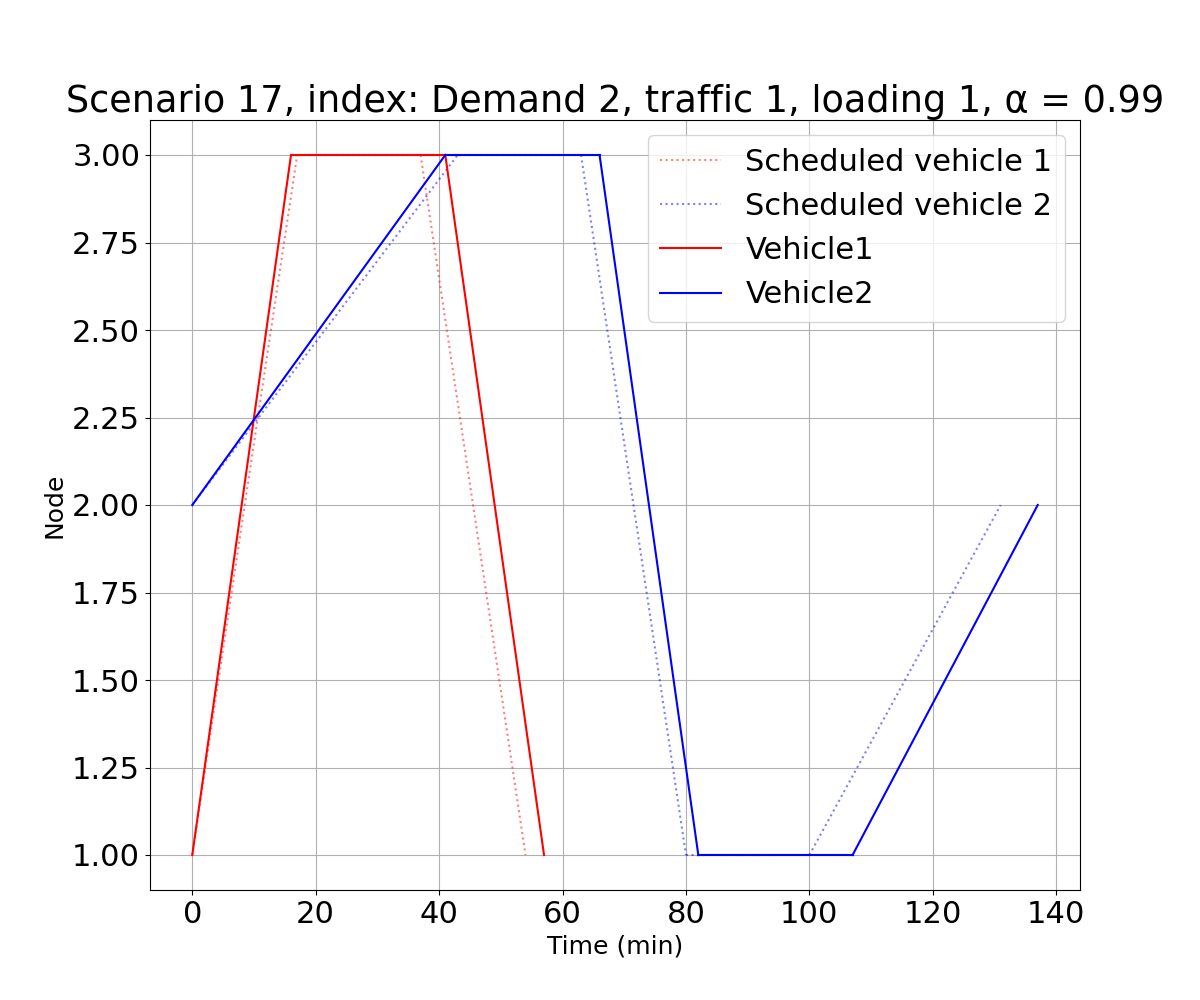 Scenario 17, index: Demand 2, traffic 1, loading 1, α = 0.99
3.00
2.75
2.50
2.25
2.00
1.75
1.50
1.25
1.00
Node
Scheduled vehicle 1
Scheduled vehicle 2
Vehicle1
Vehicle2
0 20 40 60 80 100 120 140
Time (min)